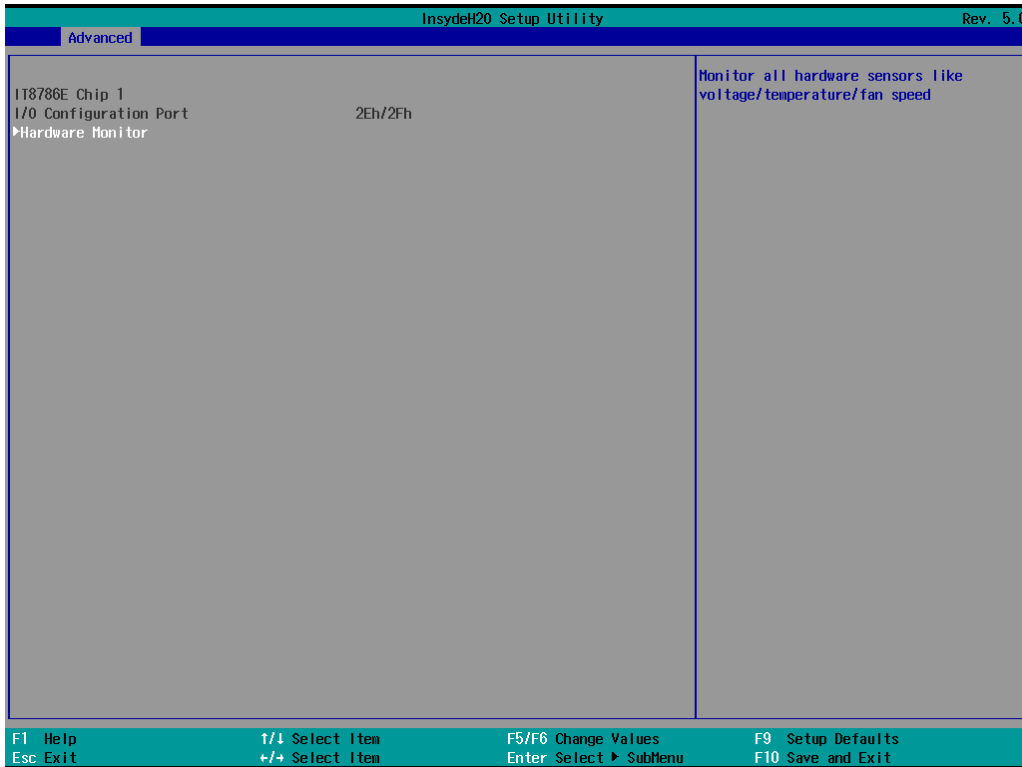 InsydeH20 Setup Utility Rev. 5.0
Advanced
IT8786E Chip 1
I/O Configuration Port 2Eh/2Fh
▶Hardware Monitor
Monitor all hardware sensors like
voltage/temperature/fan speed
F1 Help ↑/↓ Select Item F5/F6 Change Values F9 Setup Defaults
Esc Exit ←/→ Select Item Enter Select ▶ SubMenu F10 Save and Exit